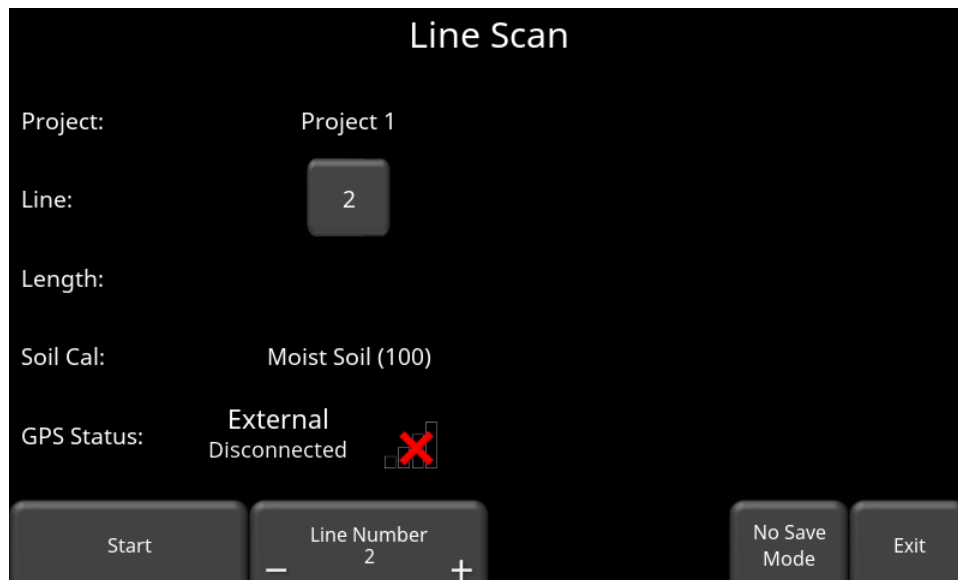 Line Scan
Project: Project 1
Line: 2
Length:
Soil Cal: Moist Soil (100)
GPS Status: External
Disconnected
Start
Line Number
2
− +
No Save
Mode
Exit